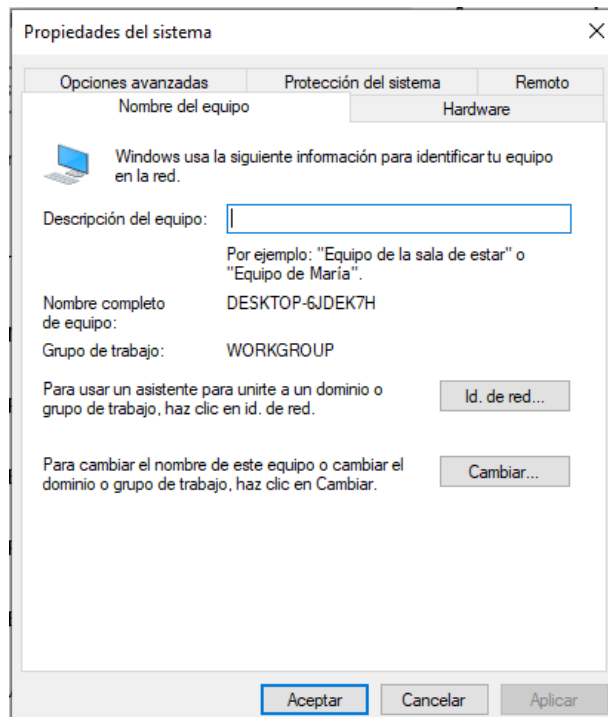 Propiedades del sistema
Opciones avanzadas
Protección del sistema
Remoto
Nombre del equipo
Hardware
Windows usa la siguiente información para identificar tu equipo
en la red.
Descripción del equipo:
Por ejemplo: "Equipo de la sala de estar" o
"Equipo de María".
Nombre completo
de equipo:
DESKTOP-6JDEK7H
Grupo de trabajo:
WORKGROUP
Para usar un asistente para unirte a un dominio o
grupo de trabajo, haz clic en id. de red.
Id. de red...
Para cambiar el nombre de este equipo o cambiar el
dominio o grupo de trabajo, haz clic en Cambiar.
Cambiar...
Aceptar
Cancelar
Aplicar